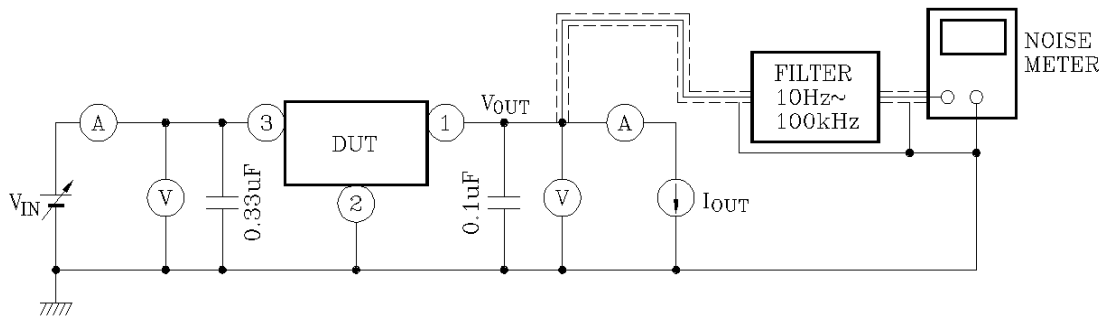 NOISE
METER
FILTER
10Hz~
100kHz
A
3
DUT
1
VOUT
A
VIN
V
0.33uF
2
0.1uF
V
IOUT